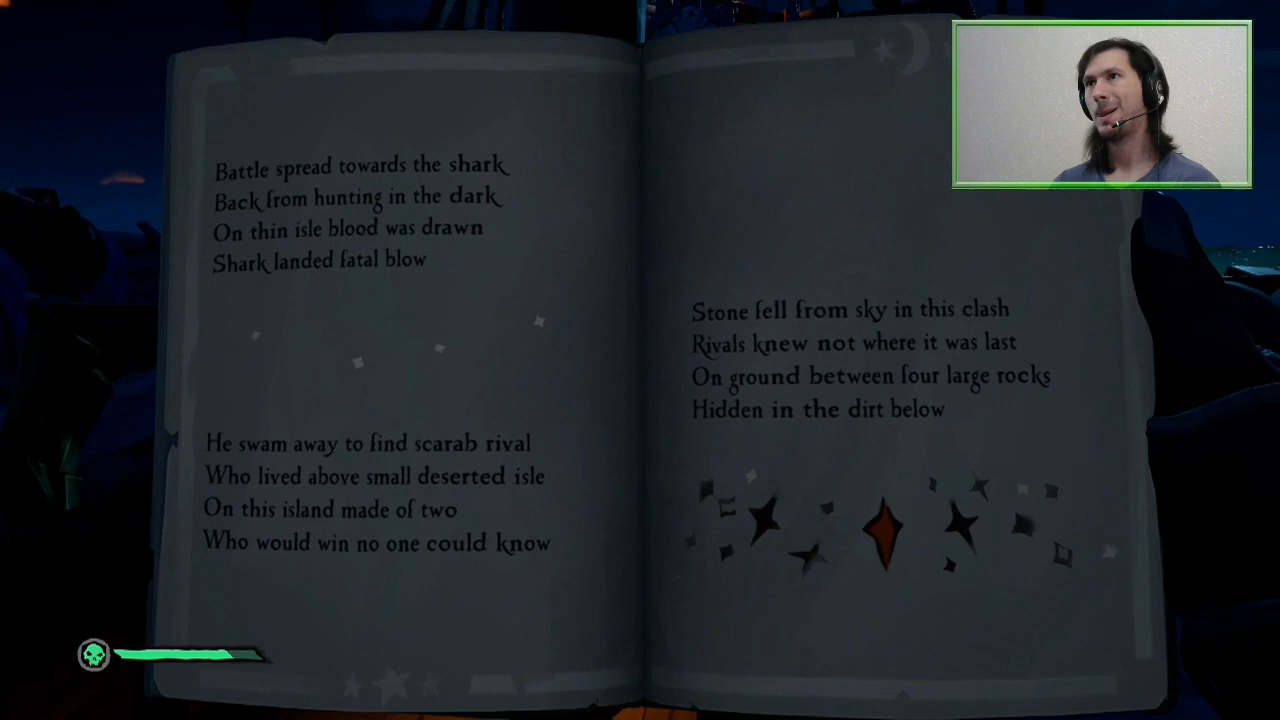 Battle spread towards the shark
Back from hunting in the dark
On thin isle blood was drawn
Shark landed fatal blow
He swam away to find scarab rival
Who lived above small deserted isle
On this island made of two
Who would win no one could know
Stone fell from sky in this clash
Rivals knew not where it was last
On ground between four large rocks
Hidden in the dirt below